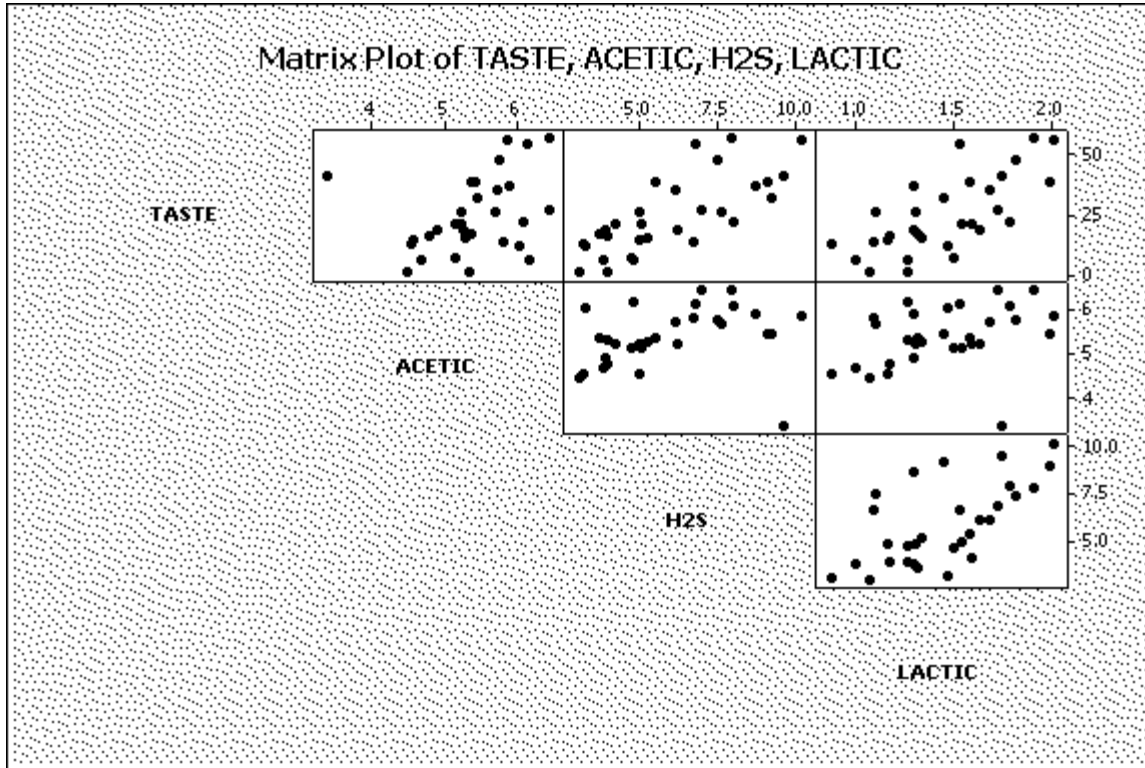 Matrix Plot of TASTE, ACETIC, H2S, LACTIC
4 5 6 5.0 7.5 10.0 1.0 1.5 2.0
TASTE
50
25
0
ACETIC
6
5
4
H2S
10.0
7.5
5.0
LACTIC